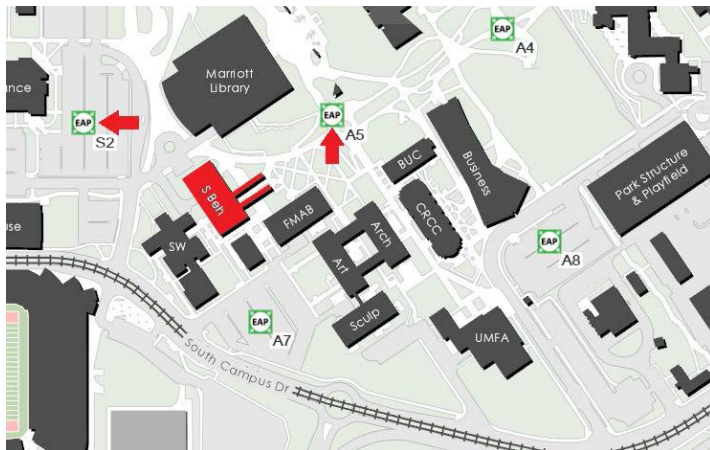 EAP
A4
Marriott
Library
ance
EAP
S2
EAP
A5
BUC
Business
Park Structure
& Playfield
S Beh
FMAB
CRCC
Arch
use
SW
EAP
A8
Art
EAP
A7
Sculp
UMFA
South Campus Dr